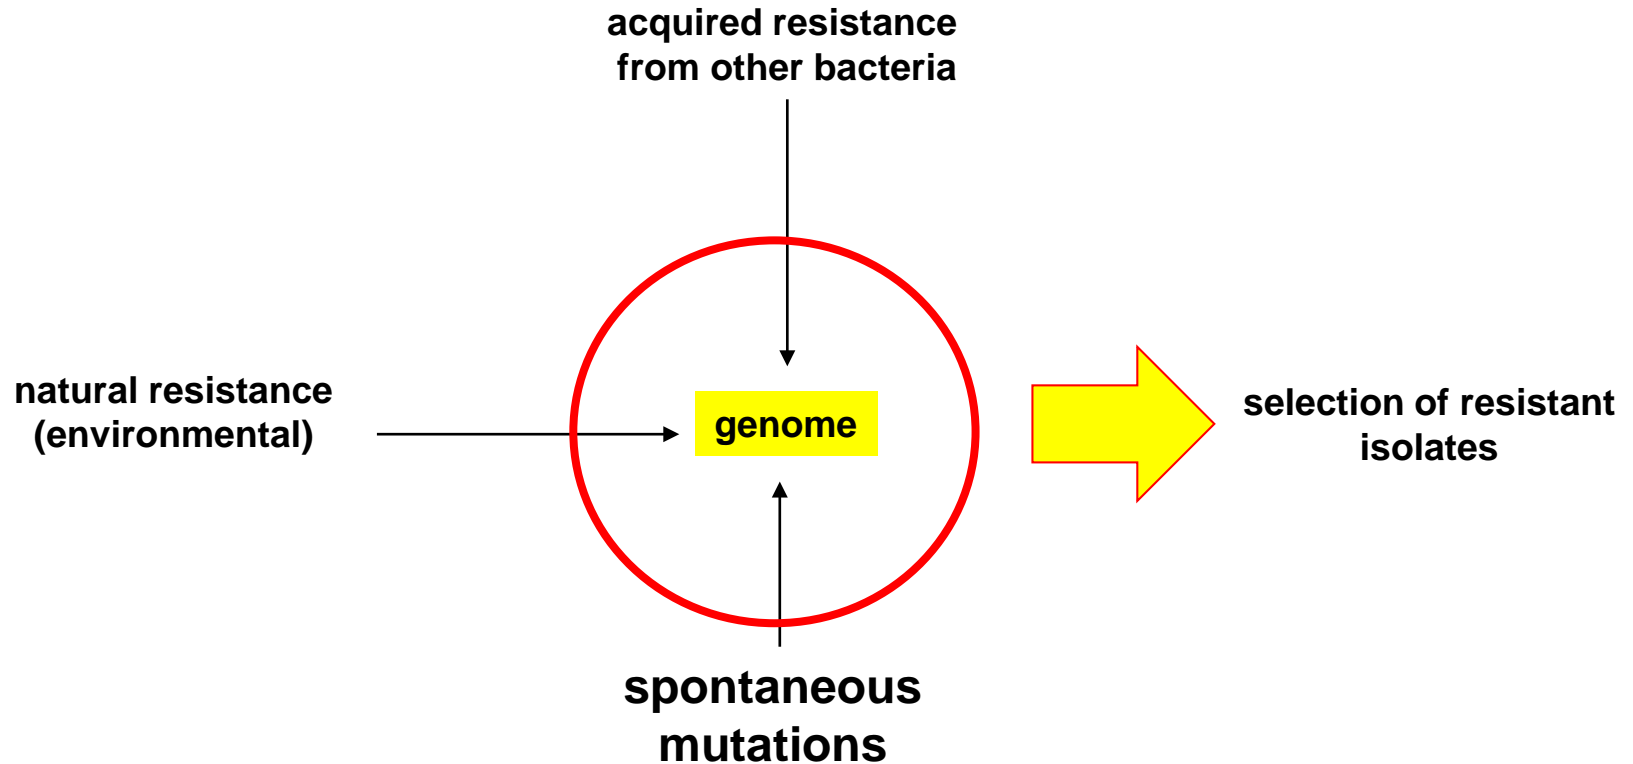 acquired resistance
from other bacteria
natural resistance
(environmental)
genome
selection of resistant
isolates
spontaneous
mutations